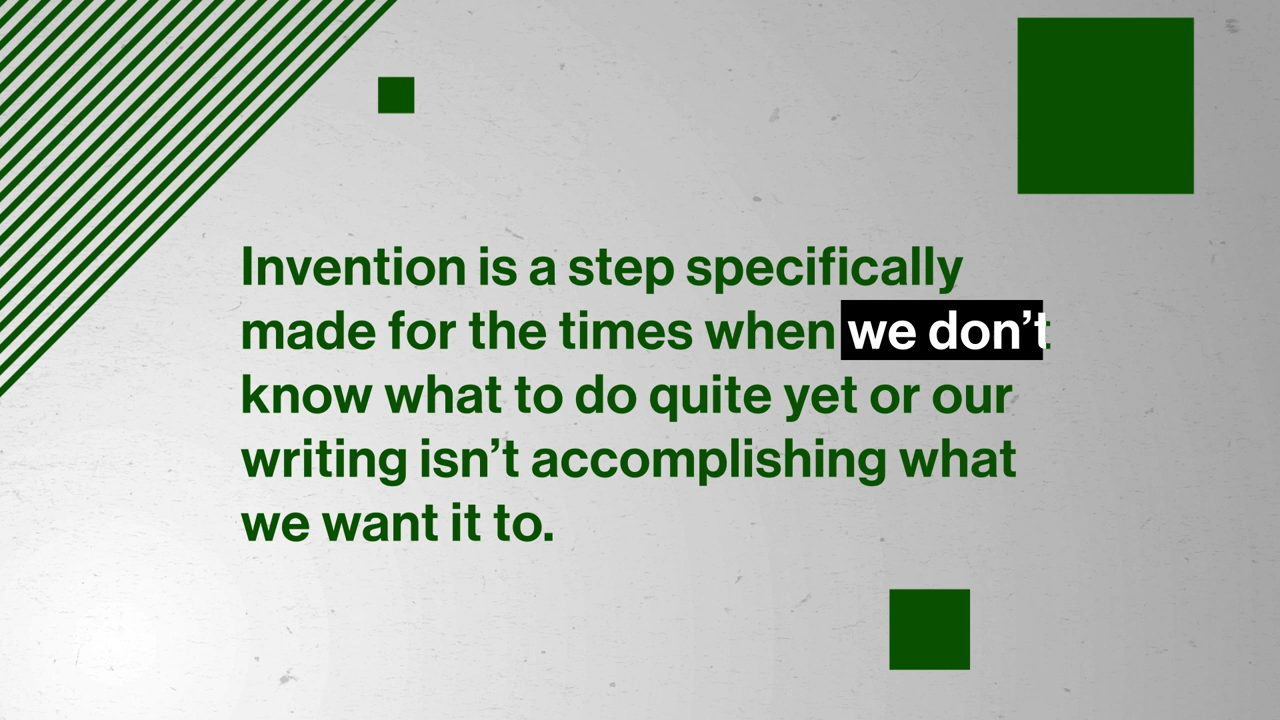 Invention is a step specifically
made for the times when we don’t
know what to do quite yet or our
writing isn’t accomplishing what
we want it to.